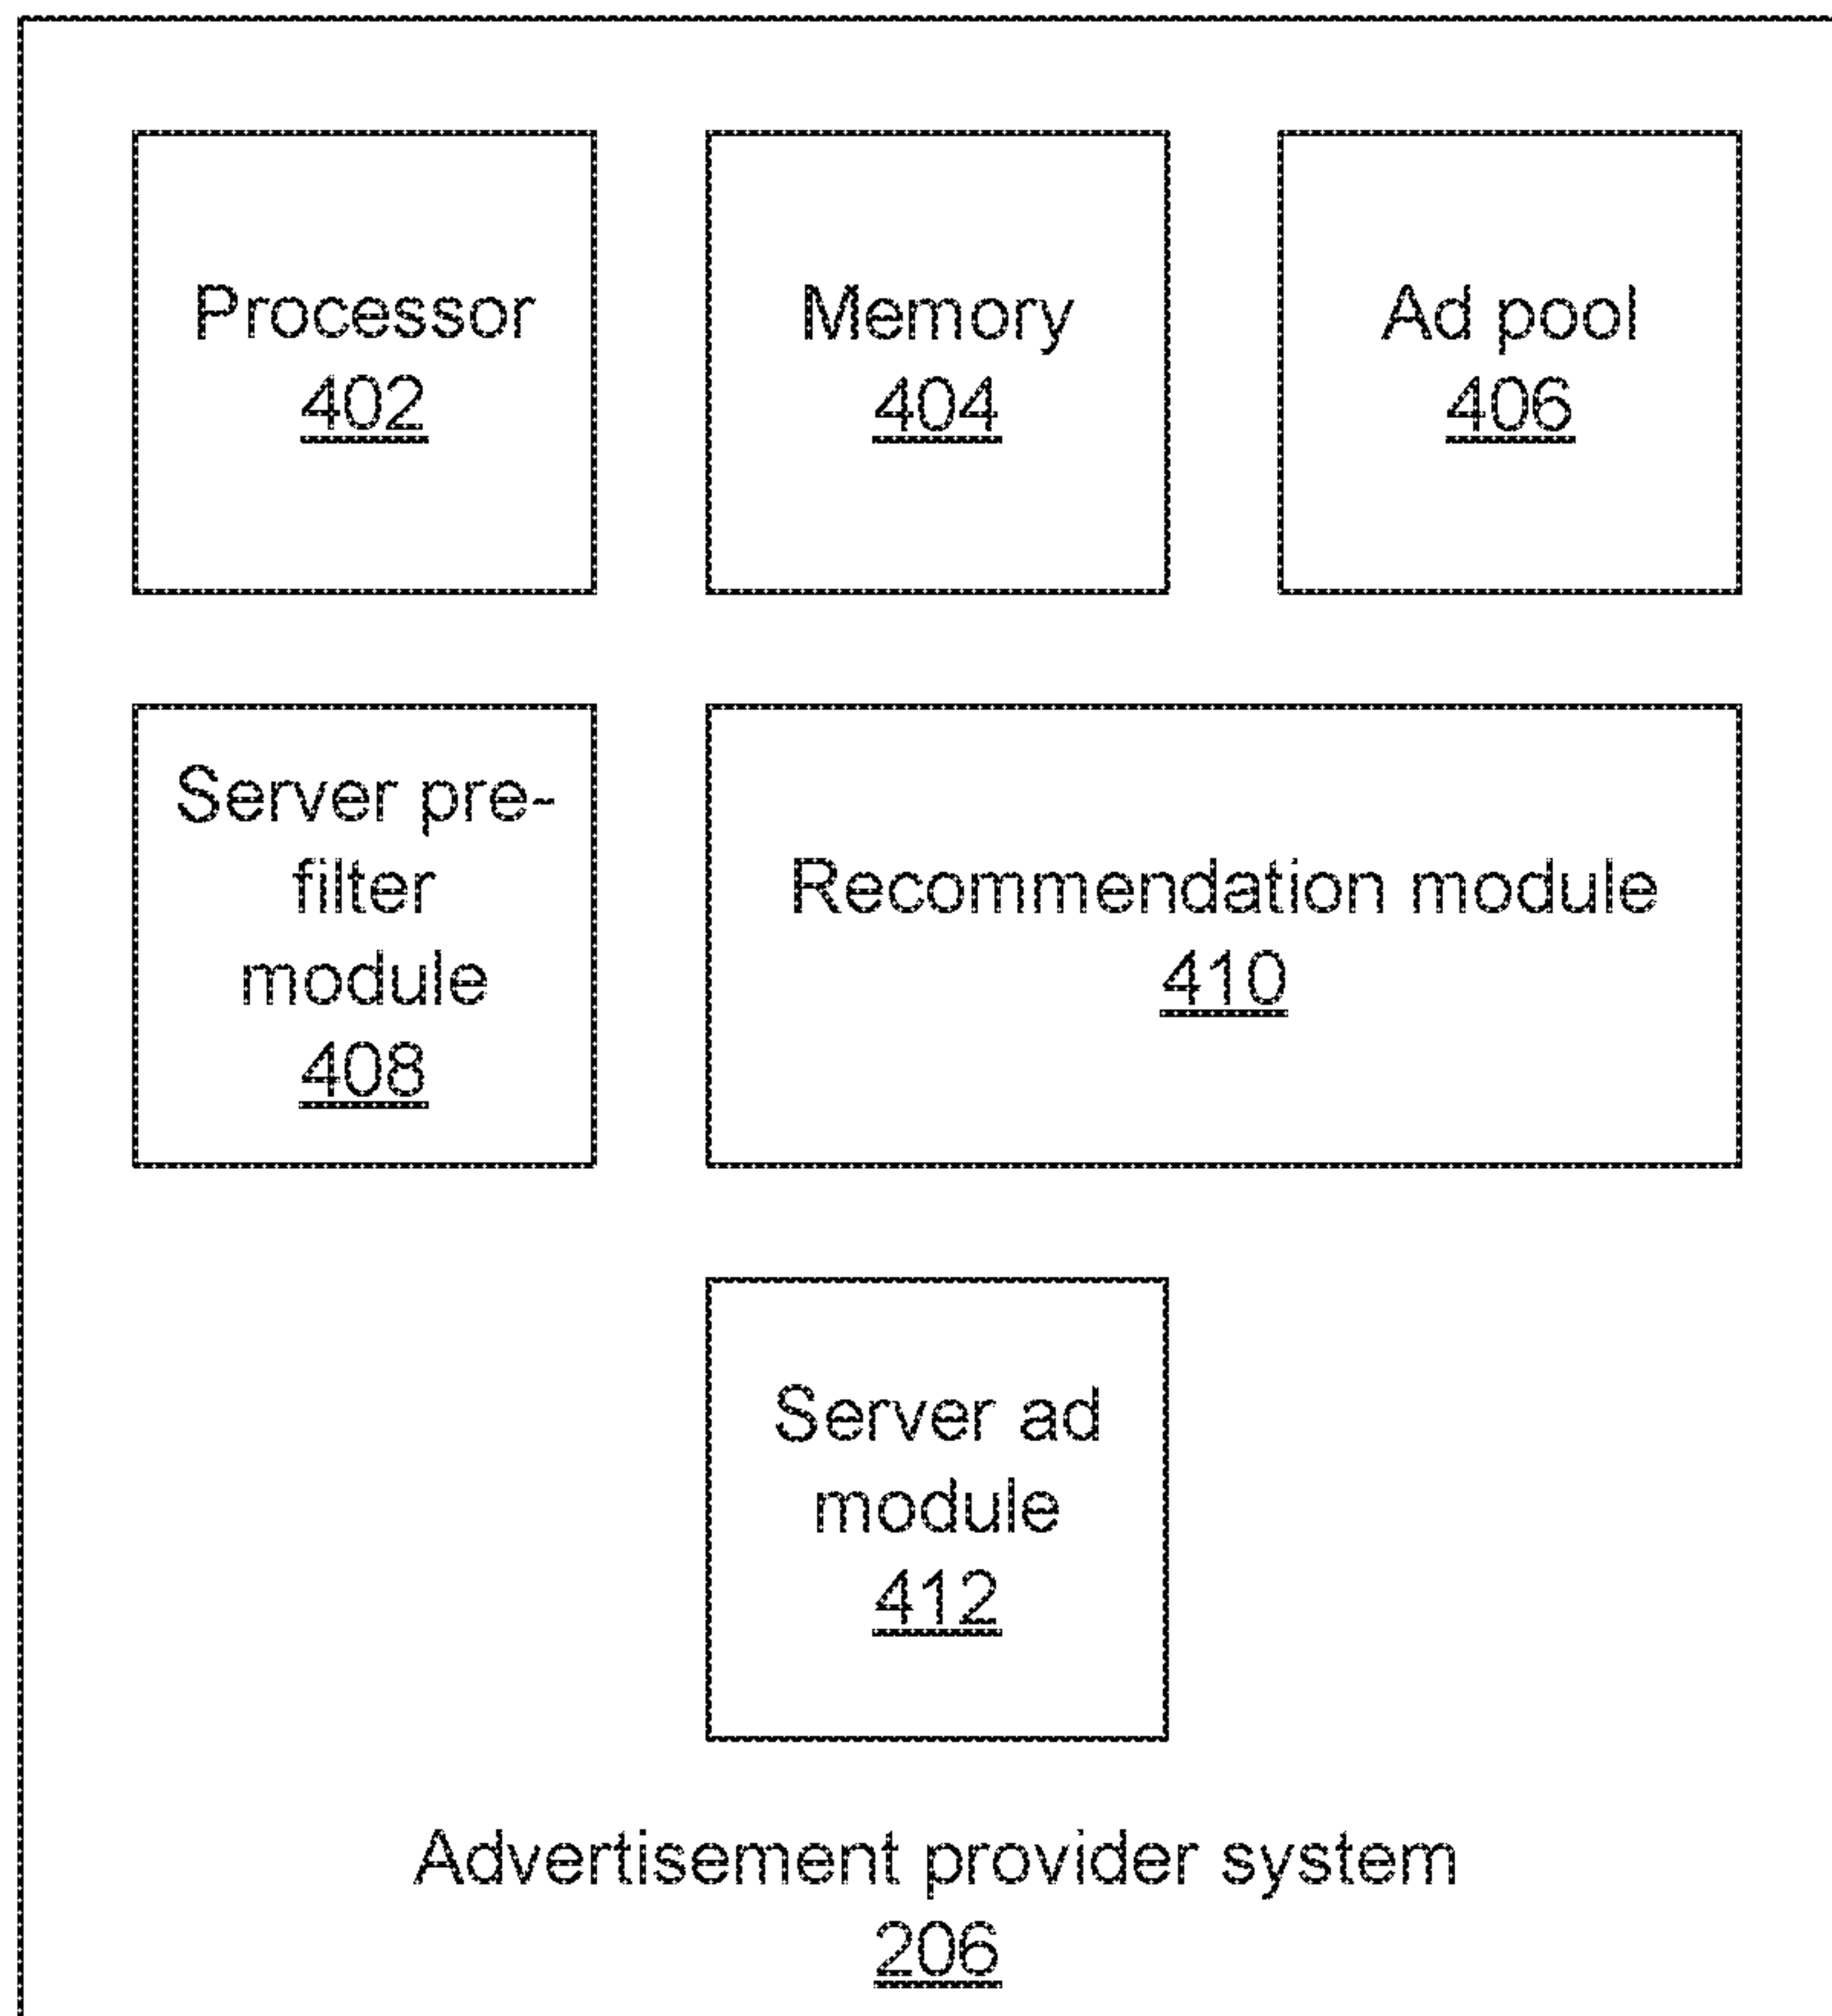 Processor
402
Memory
404
Ad pool
406
Server pre-
filter
module
408
Recommendation module
410
Server ad
module
412
Advertisement provider system
206